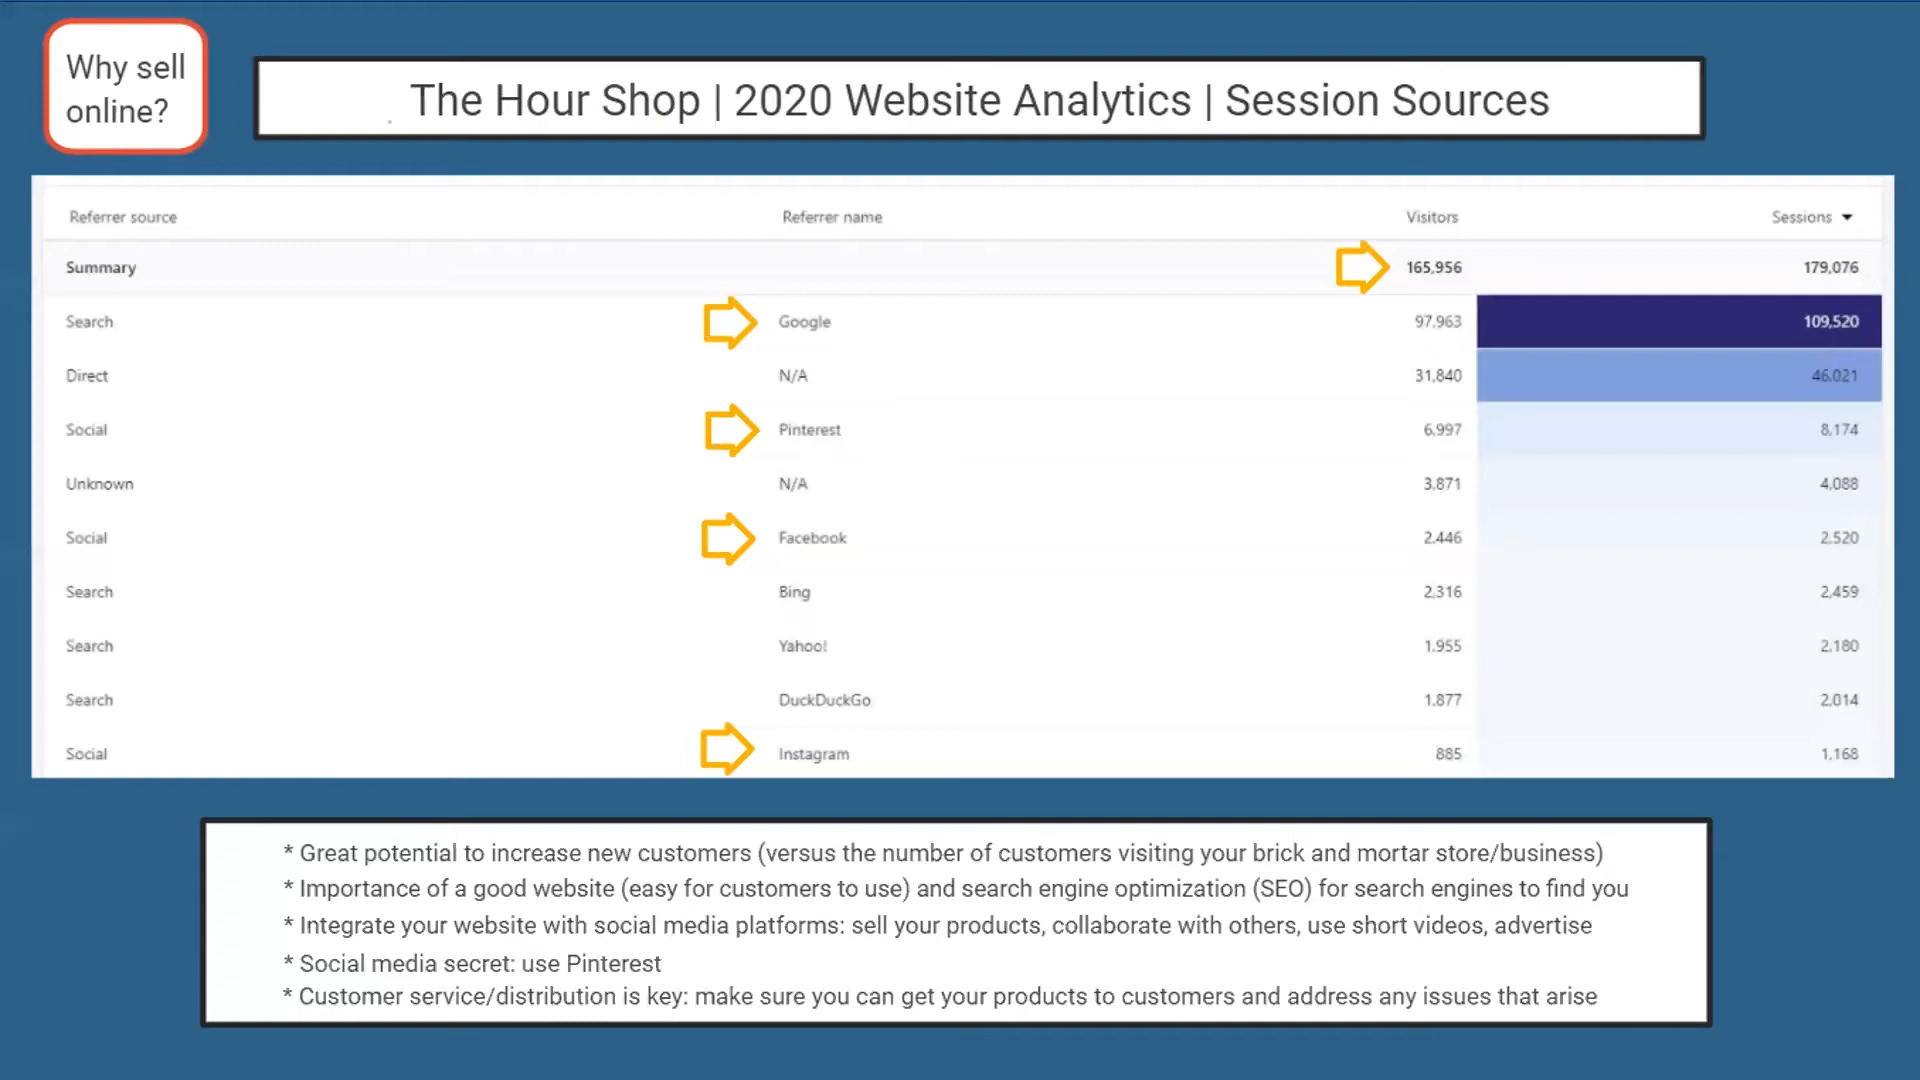 Why sell
online?
The Hour Shop | 2020 Website Analytics | Session Sources
Referrer source Referrer name Visitors Sessions
Summary 165,956 179,076
Search Google 97,963 109,520
Direct N/A 31,840 46,021
Social Pinterest 6,997 8,174
Unknown N/A 3,871 4,088
Social Facebook 2,446 2,520
Search Bing 2,316 2,459
Search Yahoo! 1,955 2,180
Search DuckDuckGo 1,877 2,014
Social Instagram 885 1,168
* Great potential to increase new customers (versus the number of customers visiting your brick and mortar store/business)
* Importance of a good website (easy for customers to use) and search engine optimization (SEO) for search engines to find you
* Integrate your website with social media platforms: sell your products, collaborate with others, use short videos, advertise
* Social media secret: use Pinterest
* Customer service/distribution is key: make sure you can get your products to customers and address any issues that arise